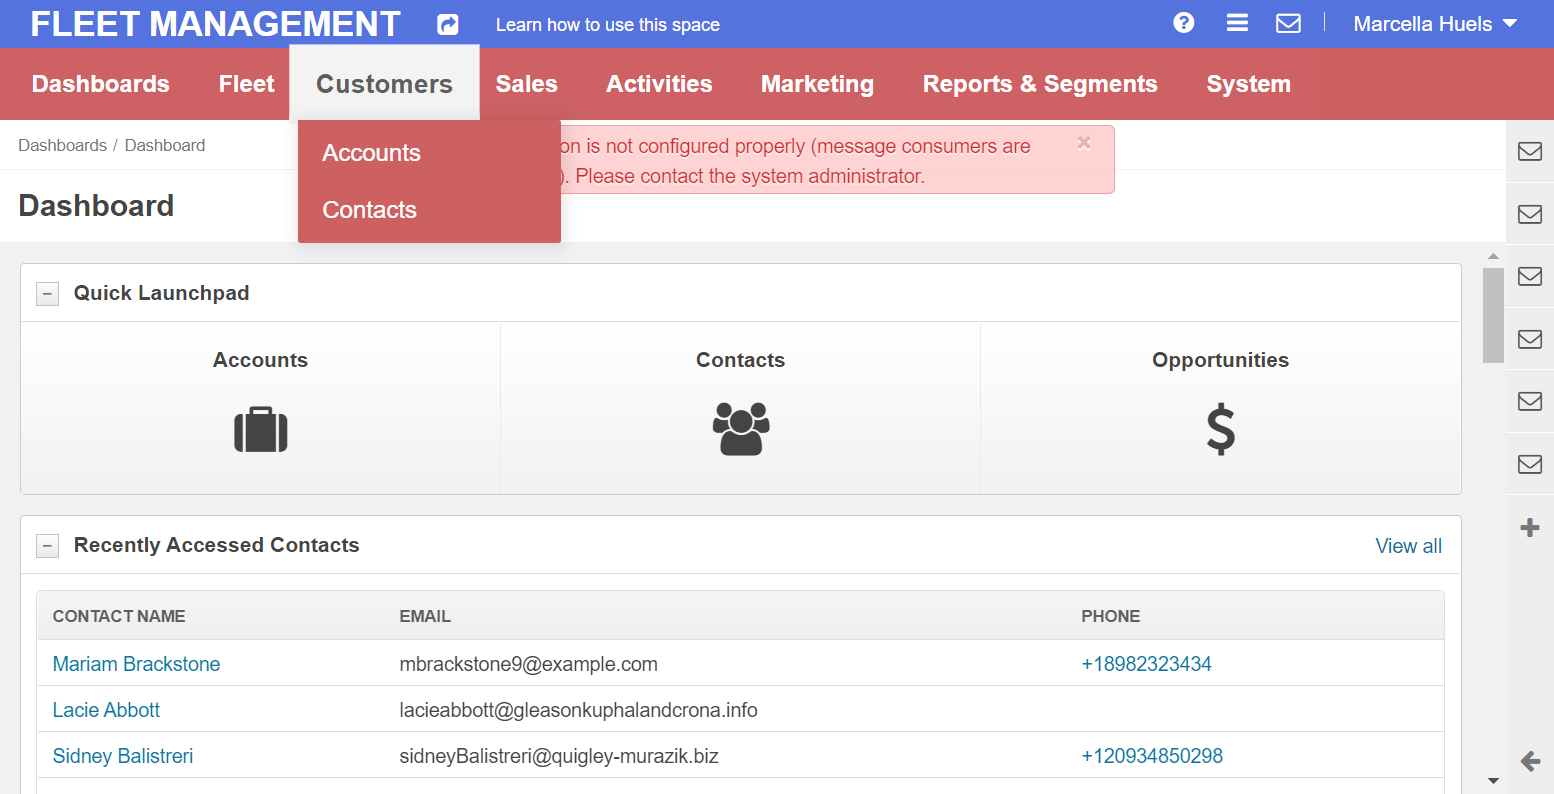 FLEET MANAGEMENT
Learn how to use this space
Marcella Huels
Dashboards
Fleet
Customers
Sales
Activities
Marketing
Reports & Segments
System
Accounts
Contacts
Dashboards / Dashboard
on is not configured properly (message consumers are
). Please contact the system administrator.
×
Dashboard
Quick Launchpad
Accounts
Contacts
Opportunities
Recently Accessed Contacts
View all
CONTACT NAME EMAIL PHONE
Mariam Brackstone mbrackstone9@example.com +18982323434
Lacie Abbott lacieabbott@gleasonkuphalandcrona.info
Sidney Balistreri sidneyBalistreri@quigley-murazik.biz +120934850298